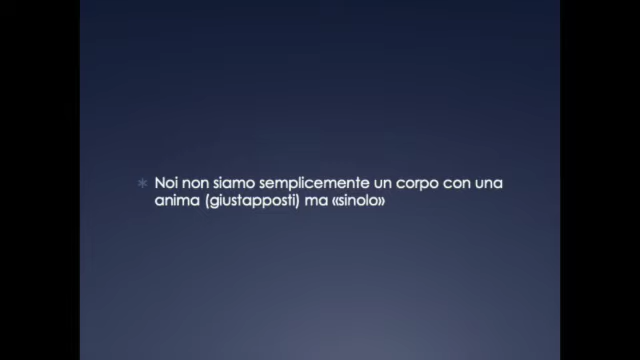 Noi non siamo semplicemente un corpo con una
anima (giustapposti) ma «sinolo»